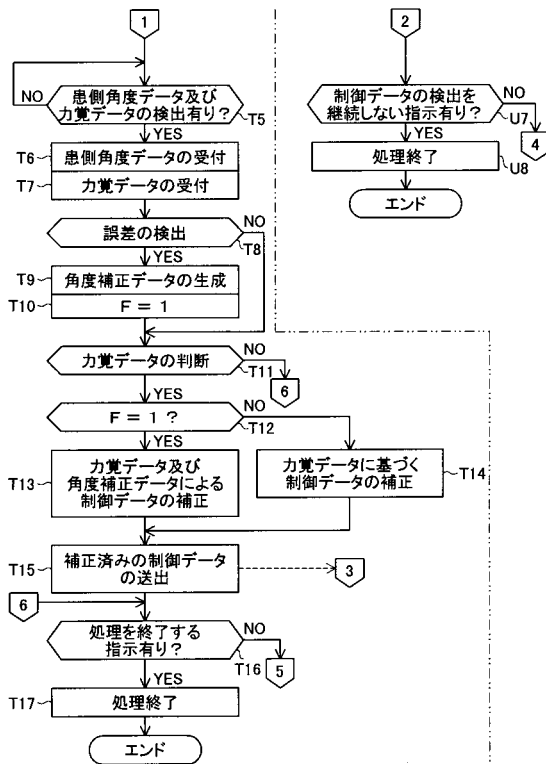 1
NO
患側角度データ及び
力覚データの検出有り?
T5
YES
T6
患側角度データの受付
T7
力覚データの受付
誤差の検出
NO
T8
YES
T9
角度補正データの生成
T10
F = 1
力覚データの判断
NO
T11
6
YES
F = 1 ?
NO
T12
YES
T13
力覚データ及び
角度補正データによる
制御データの補正
力覚データに基づく
制御データの補正
T14
T15
補正済みの制御データ
の送出
3
6
処理を終了する
指示有り?
NO
T16
5
YES
T17
処理終了
エンド
2
制御データの検出を
継続しない指示有り?
NO
U7
4
YES
処理終了
U8
エンド